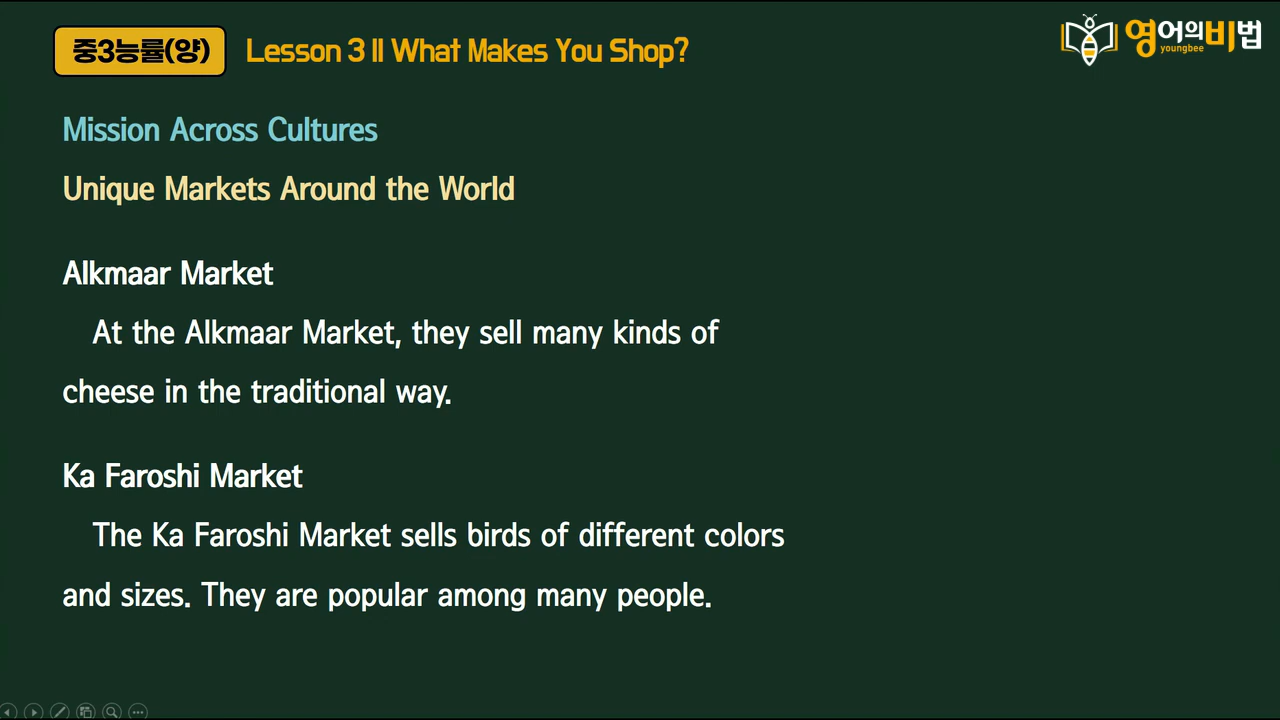 중3능률(양) Lesson 3 II What Makes You Shop?
영어의비법
youngbee
Mission Across Cultures
Unique Markets Around the World
Alkmaar Market
At the Alkmaar Market, they sell many kinds of
cheese in the traditional way.
Ka Faroshi Market
The Ka Faroshi Market sells birds of different colors
and sizes. They are popular among many people.